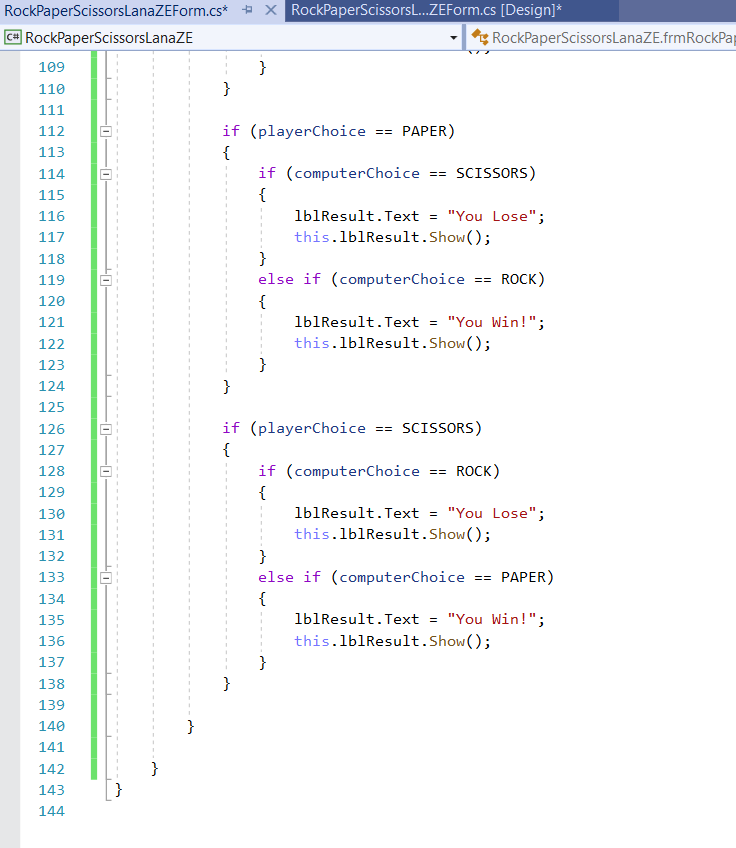 RockPaperScissorsLanaZEForm.cs*
RockPaperScissorsL...ZEForm.cs [Design]*
C# RockPaperScissorsLanaZE
RockPaperScissorsLanaZE.frmRockPap
109 }
110 }
111
112 if (playerChoice == PAPER)
113 {
114 if (computerChoice == SCISSORS)
115 {
116 lblResult.Text = "You Lose";
117 this.lblResult.Show();
118 }
119 else if (computerChoice == ROCK)
120 {
121 lblResult.Text = "You Win!";
122 this.lblResult.Show();
123 }
124 }
125
126 if (playerChoice == SCISSORS)
127 {
128 if (computerChoice == ROCK)
129 {
130 lblResult.Text = "You Lose";
131 this.lblResult.Show();
132 }
133 else if (computerChoice == PAPER)
134 {
135 lblResult.Text = "You Win!";
136 this.lblResult.Show();
137 }
138 }
139
140 }
141
142 }
143 }
144